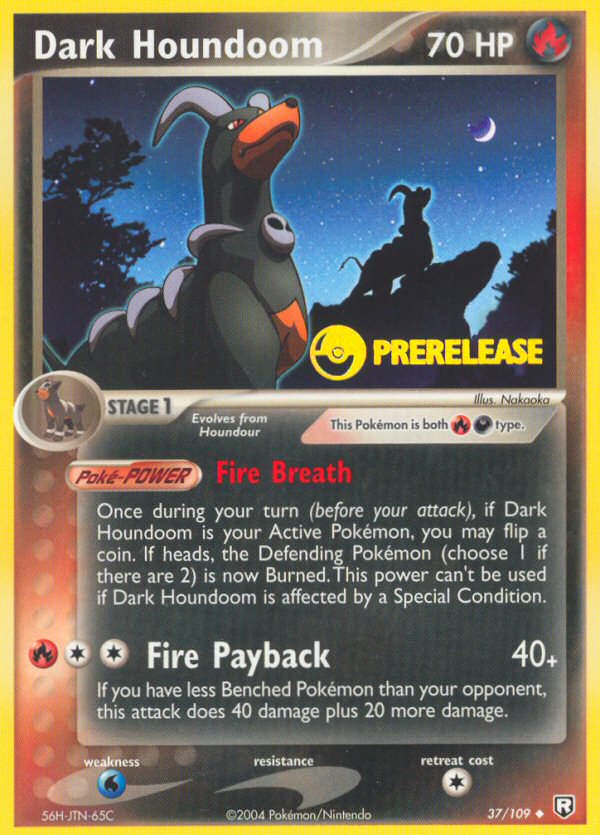 Dark Houndoom 70 HP
PRERELEASE
Illus. Nakaoka
STAGE 1
Evolves from
Houndour
This Pokémon is both type.
Poké-POWER Fire Breath
Once during your turn (before your attack), if Dark
Houndoom is your Active Pokémon, you may flip a
coin. If heads, the Defending Pokémon (choose 1 if
there are 2) is now Burned. This power can't be used
if Dark Houndoom is affected by a Special Condition.
Fire Payback 40+
If you have less Benched Pokémon than your opponent,
this attack does 40 damage plus 20 more damage.
weakness resistance retreat cost
56H-JTN-65C ©2004 Pokémon/Nintendo 37/109 R